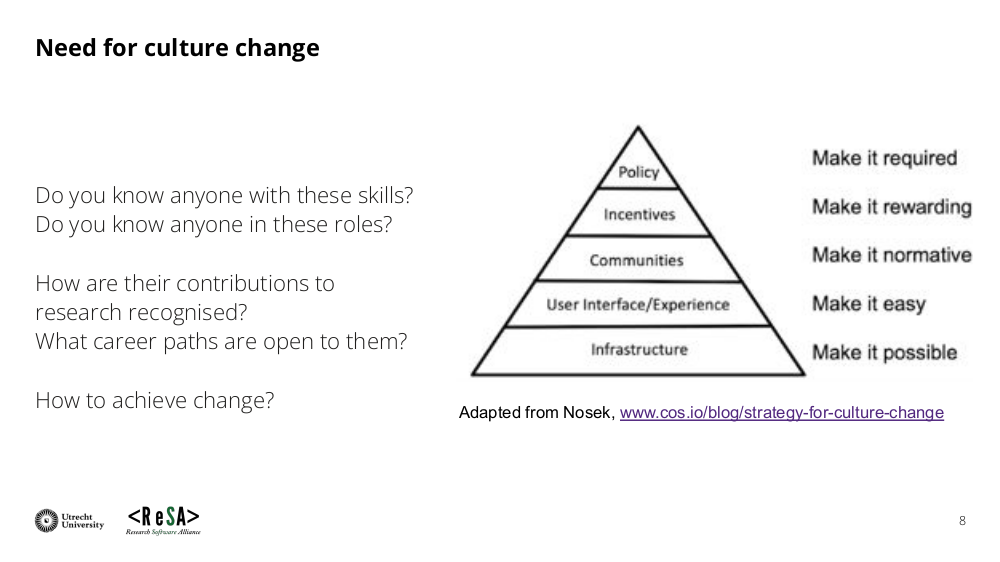 Need for culture change
Do you know anyone with these skills?
Do you know anyone in these roles?
How are their contributions to
research recognised?
What career paths are open to them?
How to achieve change?
Policy
Incentives
Communities
User Interface/Experience
Infrastructure
Make it required
Make it rewarding
Make it normative
Make it easy
Make it possible
Adapted from Nosek, www.cos.io/blog/strategy-for-culture-change
Utrecht
University
<ReSA>
Research Software Alliance
8